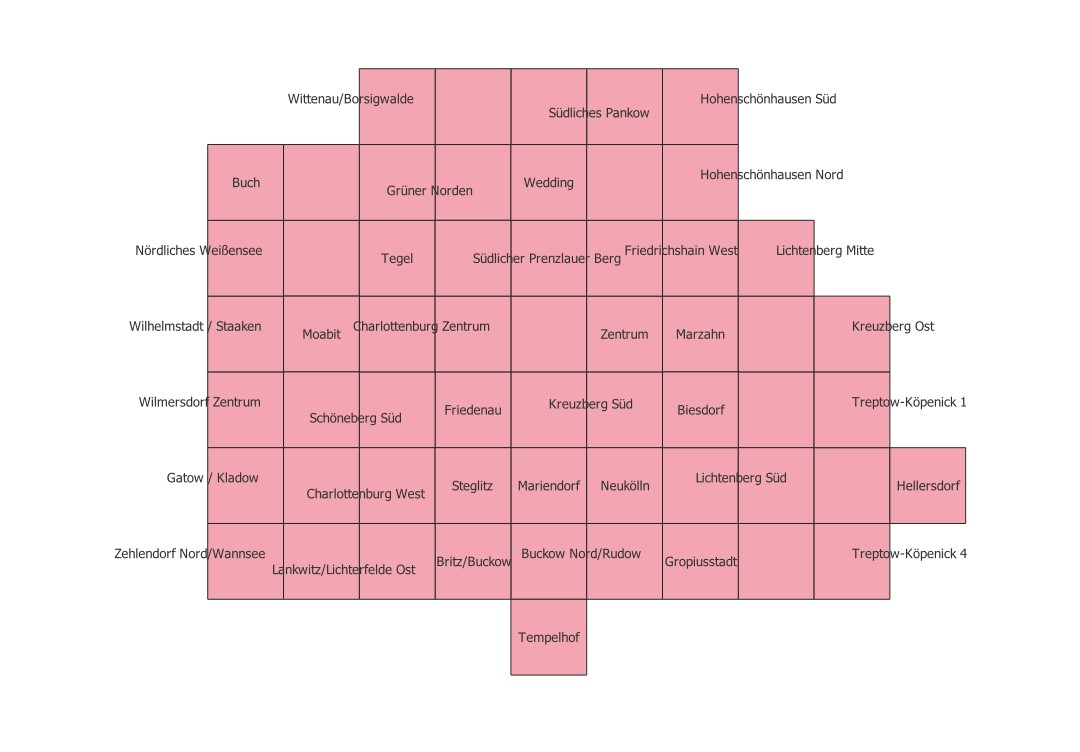 Wittenau/Borsigwalde
Südliches Pankow
Hohenschönhausen Süd
Buch
Grüner Norden
Wedding
Hohenschönhausen Nord
Nördliches Weißensee
Tegel
Südlicher Prenzlauer Berg
Friedrichshain West
Lichtenberg Mitte
Wilhelmstadt / Staaken
Moabit
Charlottenburg Zentrum
Zentrum
Marzahn
Kreuzberg Ost
Wilmersdorf Zentrum
Schöneberg Süd
Friedenau
Kreuzberg Süd
Biesdorf
Treptow-Köpenick 1
Gatow / Kladow
Charlottenburg West
Steglitz
Mariendorf
Neukölln
Lichtenberg Süd
Hellersdorf
Zehlendorf Nord/Wannsee
Lankwitz/Lichterfelde Ost
Britz/Buckow
Buckow Nord/Rudow
Gropiusstadt
Treptow-Köpenick 4
Tempelhof